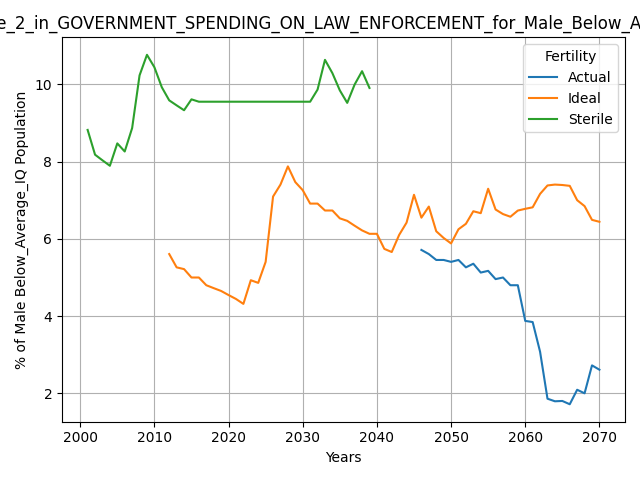 e_2_in_GOVERNMENT_SPENDING_ON_LAW_ENFORCEMENT_for_Male_Below_A
Fertility
Actual
Ideal
Sterile
% of Male Below_Average_IQ Population
10
8
6
4
2
2000 2010 2020 2030 2040 2050 2060 2070
Years